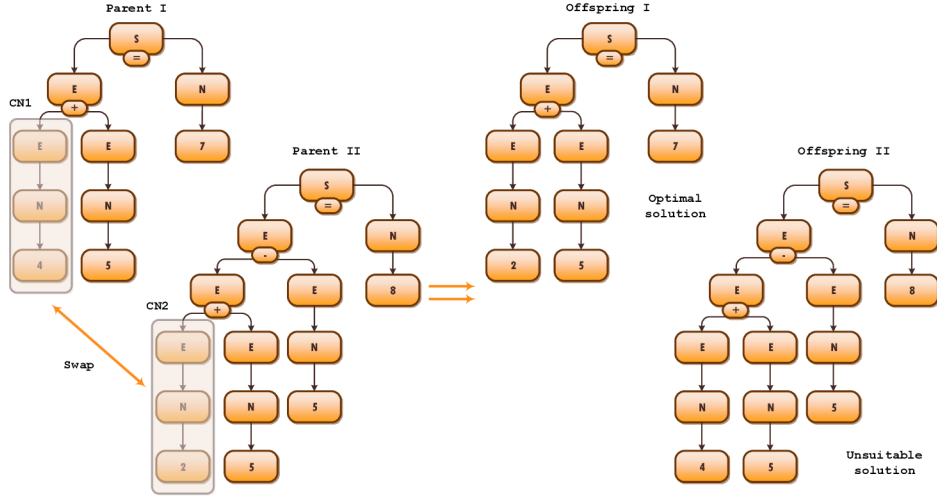 Parent I
S
=
E
N
+
CN1
E
E
7
N
N
4
5
Parent II
S
=
E
N
-
E
E
8
+
CN2
E
E
N
N
N
5
2
5
Swap
Offspring I
S
=
E
N
+
E
E
7
N
N
2
5
Optimal
solution
Offspring II
S
=
E
N
-
E
E
8
+
E
E
N
N
N
5
4
5
Unsuitable
solution